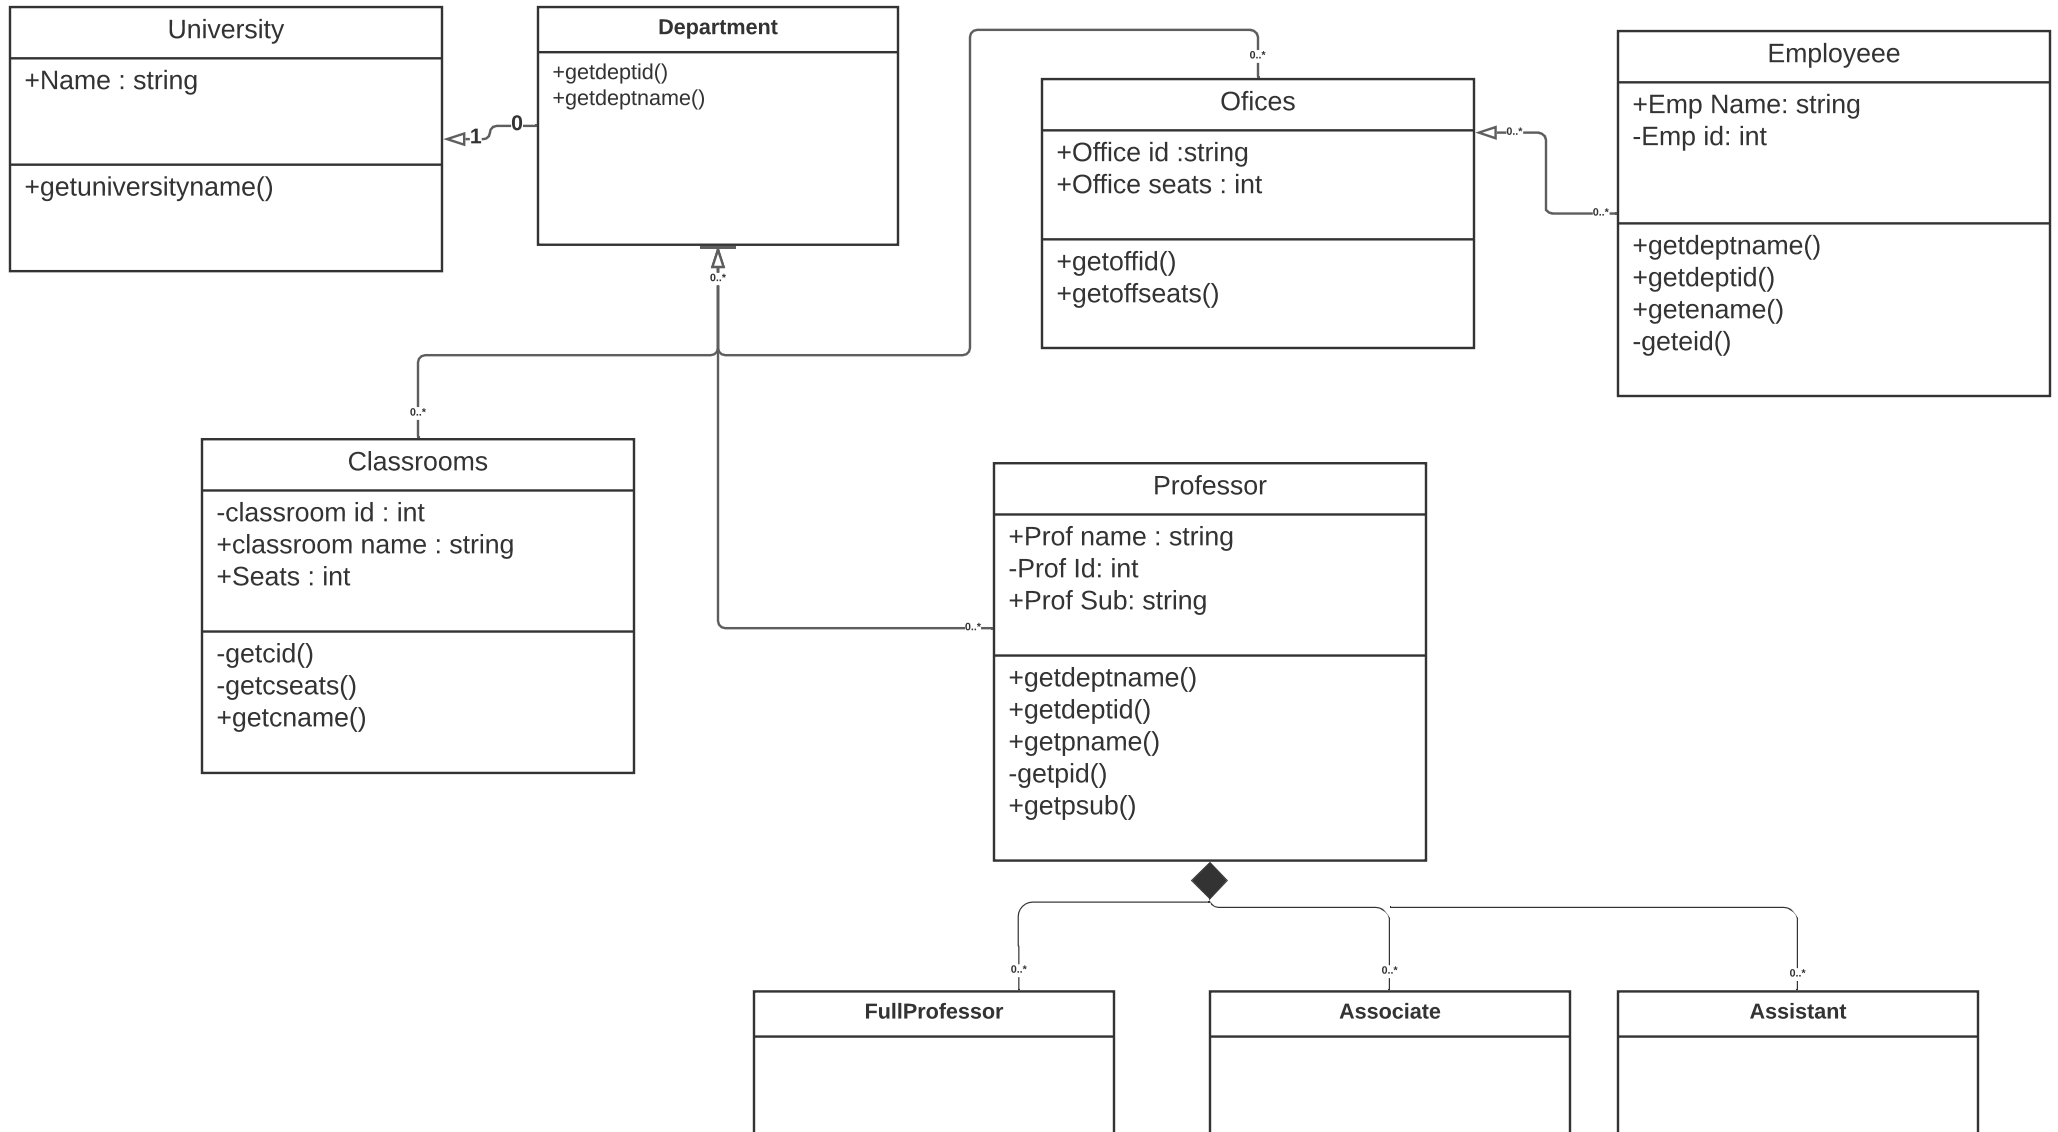 University
+Name : string
+getuniversityname()
1
0
Department
+getdeptid()
+getdeptname()
0..*
0..*
Ofices
+Office id :string
+Office seats : int
+getoffid()
+getoffseats()
0..*
0..*
Employeee
+Emp Name: string
-Emp id: int
+getdeptname()
+getdeptid()
+getename()
-geteid()
0..*
Classrooms
-classroom id : int
+classroom name : string
+Seats : int
-getcid()
-getcseats()
+getcname()
0..*
Professor
+Prof name : string
-Prof Id: int
+Prof Sub: string
+getdeptname()
+getdeptid()
+getpname()
-getpid()
+getpsub()
0..*
0..*
0..*
FullProfessor
Associate
Assistant